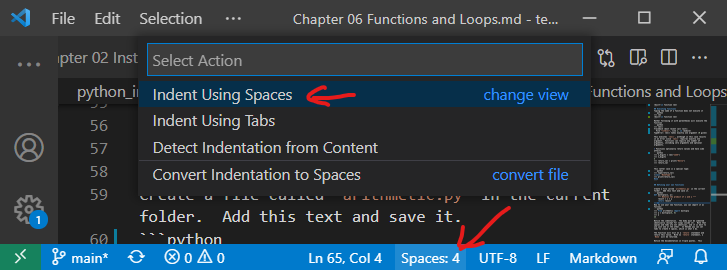 File Edit Selection ··· Chapter 06 Functions and Loops.md - te...
apter 02 Inst
Select Action
python_in
Functions and Loops
Indent Using Spaces change view
Indent Using Tabs
Detect Indentation from Content
Convert Indentation to Spaces convert file
55
56
57
58
59 Create a file called "arithmetic.py" in the current
folder. Add this text and save it.
60 ```python
1
main* 0 0 Ln 65, Col 4 Spaces: 4 UTF-8 LF Markdown